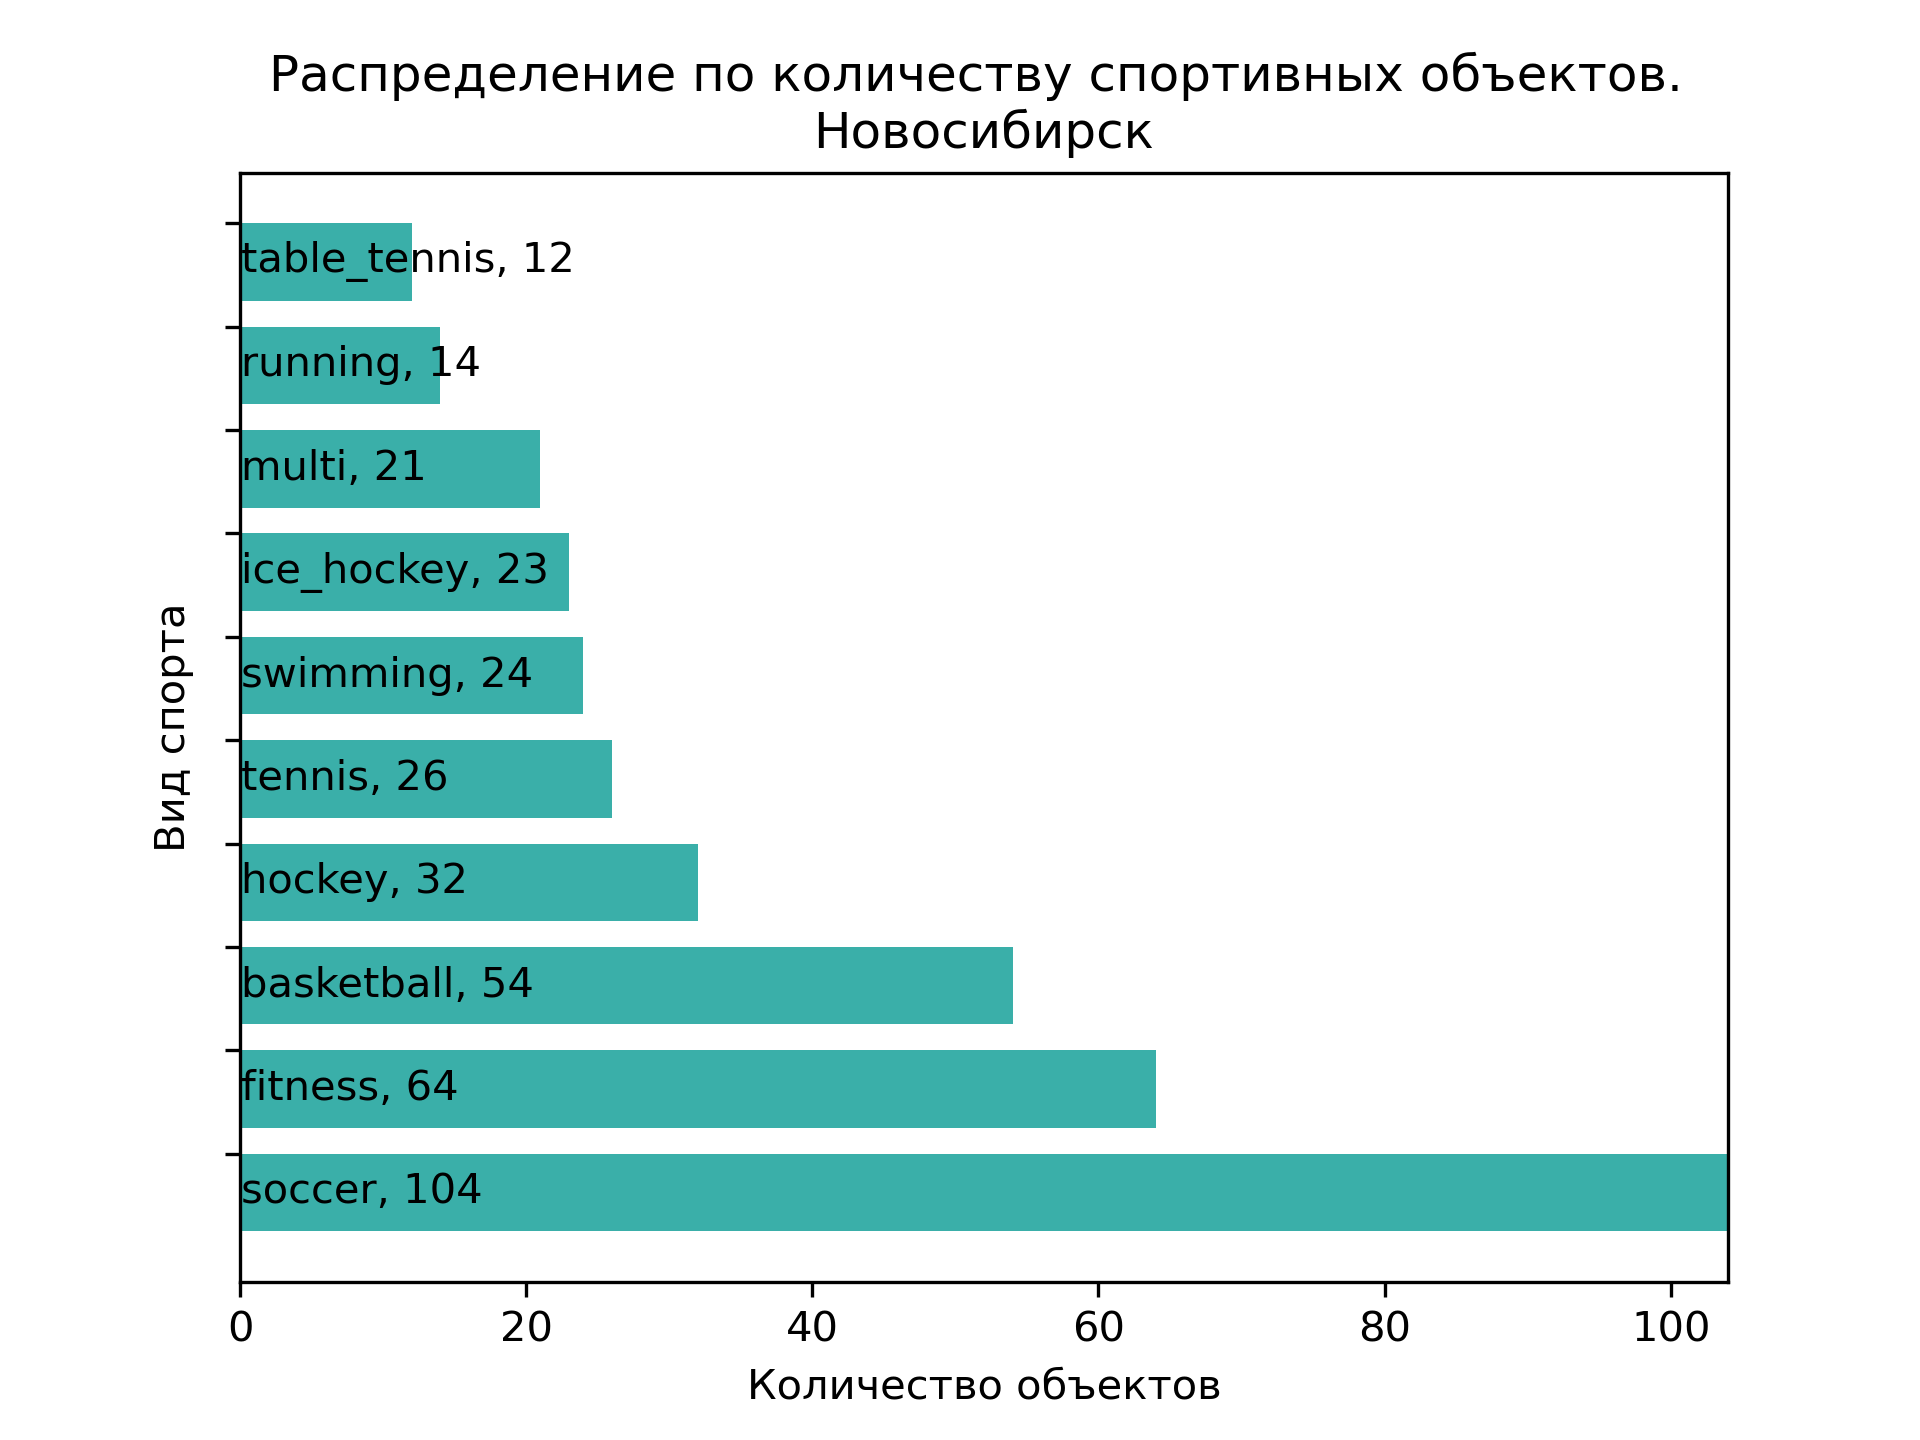 Распределение по количеству спортивных объектов.
Новосибирск
table_tennis, 12
running, 14
multi, 21
ice_hockey, 23
swimming, 24
tennis, 26
hockey, 32
basketball, 54
fitness, 64
soccer, 104
Вид спорта
0 20 40 60 80 100
Количество объектов